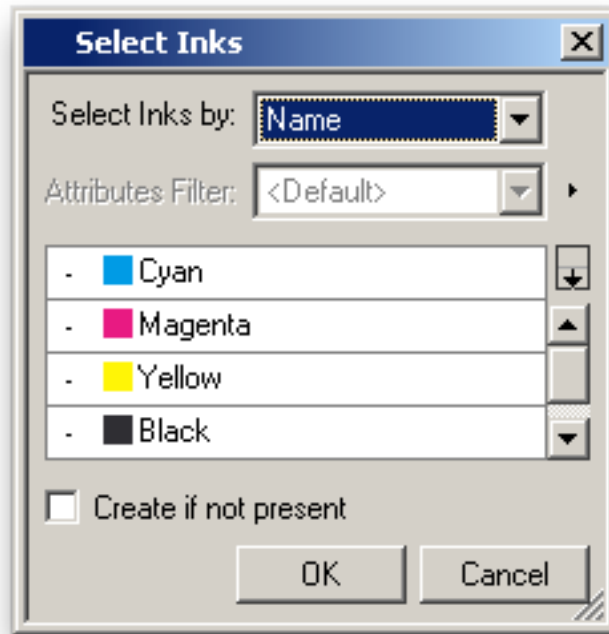 Select Inks
Select Inks by: Name
Attributes Filter: <Default>
- Cyan
- Magenta
- Yellow
- Black
Create if not present
OK Cancel